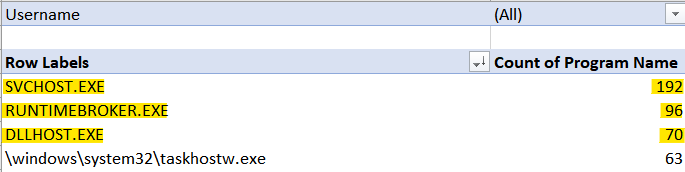 Username (All)
Row Labels Count of Program Name
SVCHOST.EXE 192
RUNTIMEBROKER.EXE 96
DLLHOST.EXE 70
\windows\system32\taskhostw.exe 63